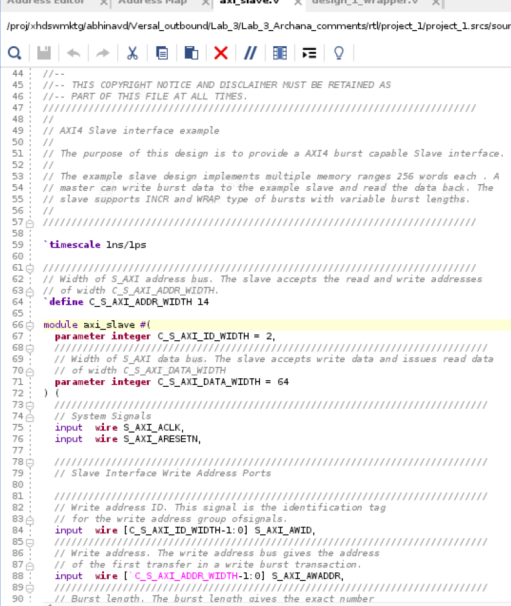 Address Editor × Address Map × axi_slave.v × design_1_wrapper.v ×
/proj/xhdswmktg/abhinavd/Versal_outbound/Lab_3/Lab_3_Archana_comments/rtl/project_1/project_1.srcs/sour
44 //--
45 //-- THIS COPYRIGHT NOTICE AND DISCLAIMER MUST BE RETAINED AS
46 //-- PART OF THIS FILE AT ALL TIMES.
47 ////////////////////////////////////////////////////////////////////////////
48 //
49 // AXI4 Slave interface example
50 //
51 // The purpose of this design is to provide a AXI4 burst capable Slave interface.
52 //
53 // The example slave design implements multiple memory ranges 256 words each . A
54 // master can write burst data to the example slave and read the data back. The
55 // slave supports INCR and WRAP type of bursts with variable burst lengths.
56 //
57 ////////////////////////////////////////////////////////////////////////////
58
59 `timescale 1ns/1ps
60
61 ////////////////////////////////////////////////////////////////////////////
62 // Width of S_AXI address bus. The slave accepts the read and write addresses
63 // of width C_S_AXI_ADDR_WIDTH.
64 `define C_S_AXI_ADDR_WIDTH 14
65
66 module axi_slave #(
67 parameter integer C_S_AXI_ID_WIDTH = 2,
68 ////////////////////////////////////////////////////////////////////////////
69 // Width of S_AXI data bus. The slave accepts write data and issues read data
70 // of width C_S_AXI_DATA_WIDTH
71 parameter integer C_S_AXI_DATA_WIDTH = 64
72 ) (
73 ////////////////////////////////////////////////////////////////////////////
74 // System Signals
75 input wire S_AXI_ACLK,
76 input wire S_AXI_ARESETN,
77
78 ////////////////////////////////////////////////////////////////////////////
79 // Slave Interface Write Address Ports
80
81 ////////////////////////////////////////////////////////////////////////////
82 // Write address ID. This signal is the identification tag
83 // for the write address group ofsignals.
84 input wire [C_S_AXI_ID_WIDTH-1:0] S_AXI_AWID,
85 ////////////////////////////////////////////////////////////////////////////
86 // Write address. The write address bus gives the address
87 // of the first transfer in a write burst transaction.
88 input wire [`C_S_AXI_ADDR_WIDTH-1:0] S_AXI_AWADDR,
89 ////////////////////////////////////////////////////////////////////////////
90 // Burst length. The burst length gives the exact number